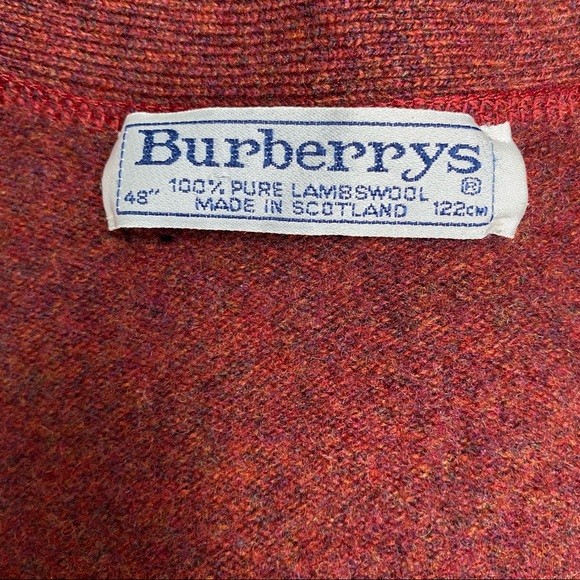 Burberrys
®
48" 100% PURE LAMBSWOOL
MADE IN SCOTLAND 122CM